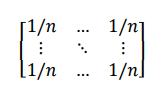 1/n … 1/n
⋮ ⋱ ⋮
1/n … 1/n